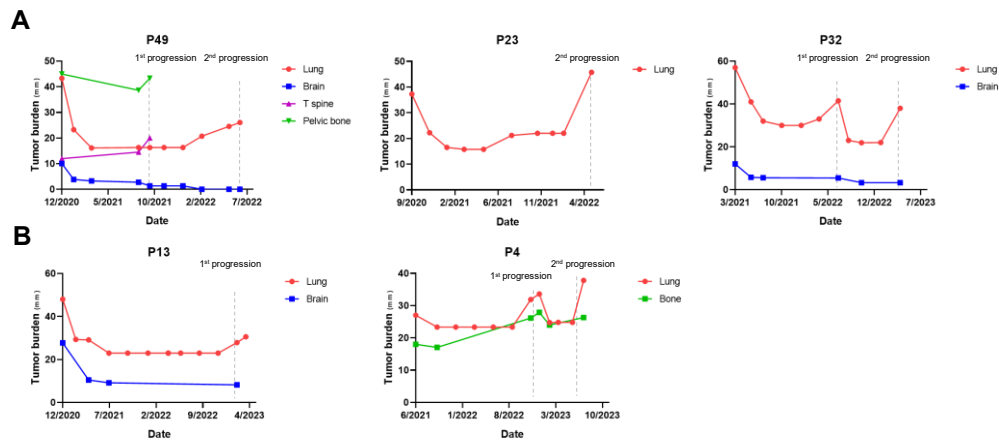 A
P49
1st progression
2nd progression
Tumor burden (mm)
50
40
30
20
10
0
12/2020
5/2021
10/2021
2/2022
7/2022
Date
Lung
Brain
T spine
Pelvic bone
P23
2nd progression
Tumor burden (mm)
50
40
30
20
10
0
9/2020
2/2021
6/2021
11/2021
4/2022
Date
Lung
P32
1st progression
2nd progression
Tumor burden (mm)
60
40
20
0
3/2021
10/2021
5/2022
12/2022
7/2023
Date
Lung
Brain
B
P13
1st progression
Tumor burden (mm)
60
40
20
0
12/2020
7/2021
2/2022
9/2022
4/2023
Date
Lung
Brain
P4
1st progression
2nd progression
Tumor burden (mm)
40
30
20
10
0
6/2021
1/2022
8/2022
3/2023
10/2023
Date
Lung
Bone